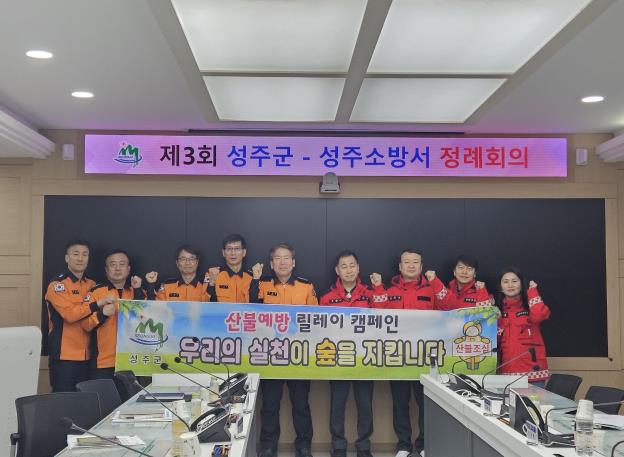 제3회 성주군 - 성주소방서 정례회의
산불예방 릴레이 캠페인
우리의 실천이 숲을 지킵니다
성주군
산불조심